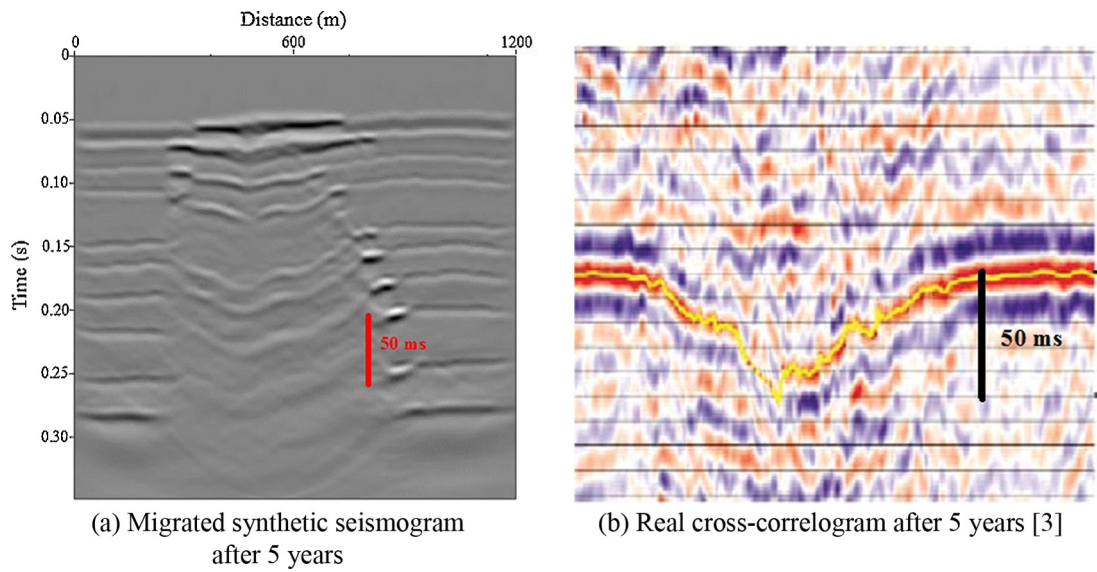 Distance (m)
0 600 1200
0
0.05
0.10
0.15
0.20
0.25
0.30
Time (s)
50 ms
50 ms
(a) Migrated synthetic seismogram
after 5 years
(b) Real cross-correlogram after 5 years [3]